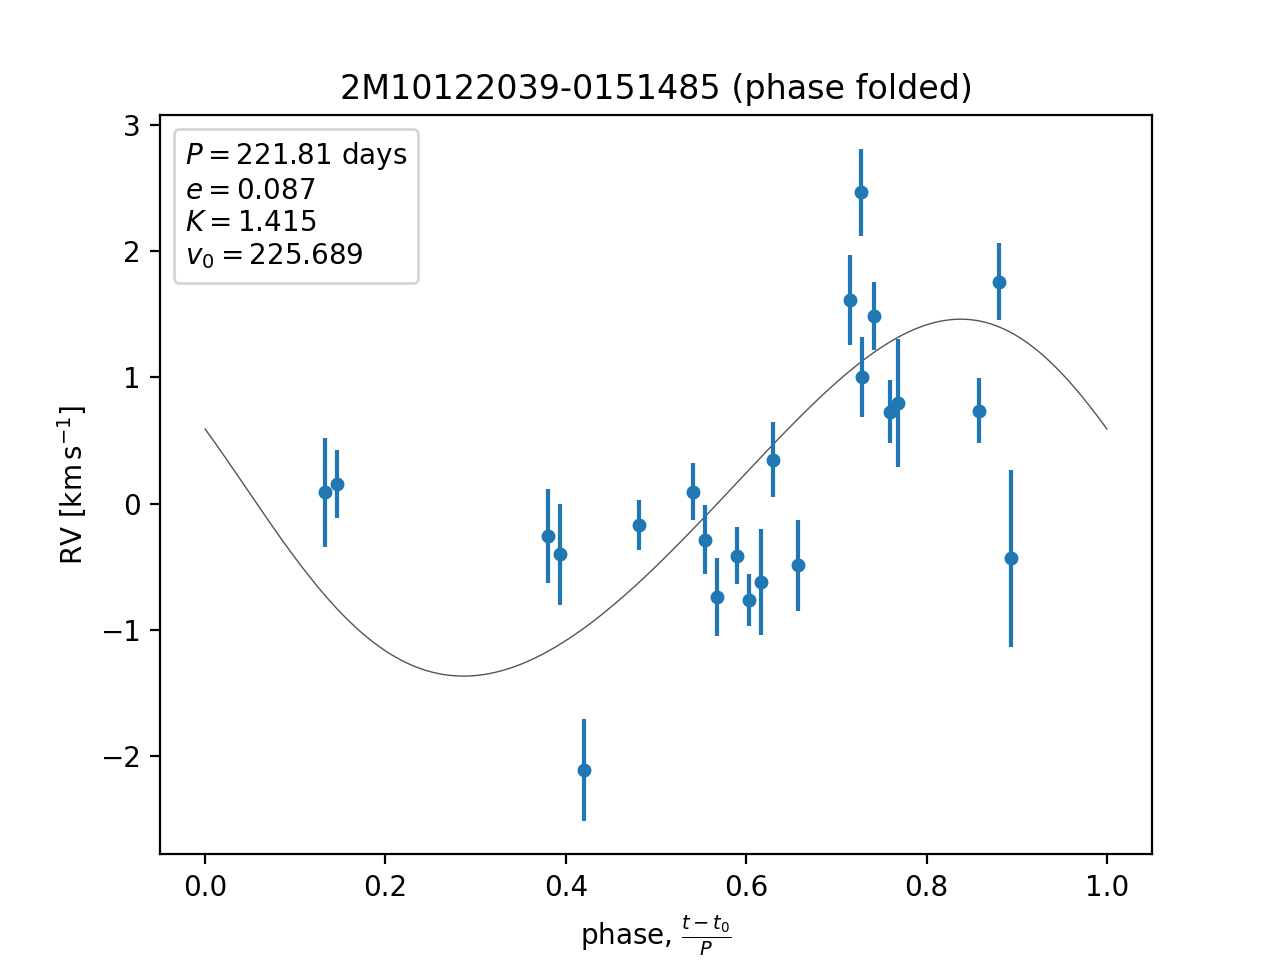 2M10122039-0151485 (phase folded)
P = 221.81 days
e = 0.087
K = 1.415
v₀ = 225.689
3
2
1
0
−1
−2
RV [km s⁻¹]
0.0 0.2 0.4 0.6 0.8 1.0
phase, (t − t₀)/P